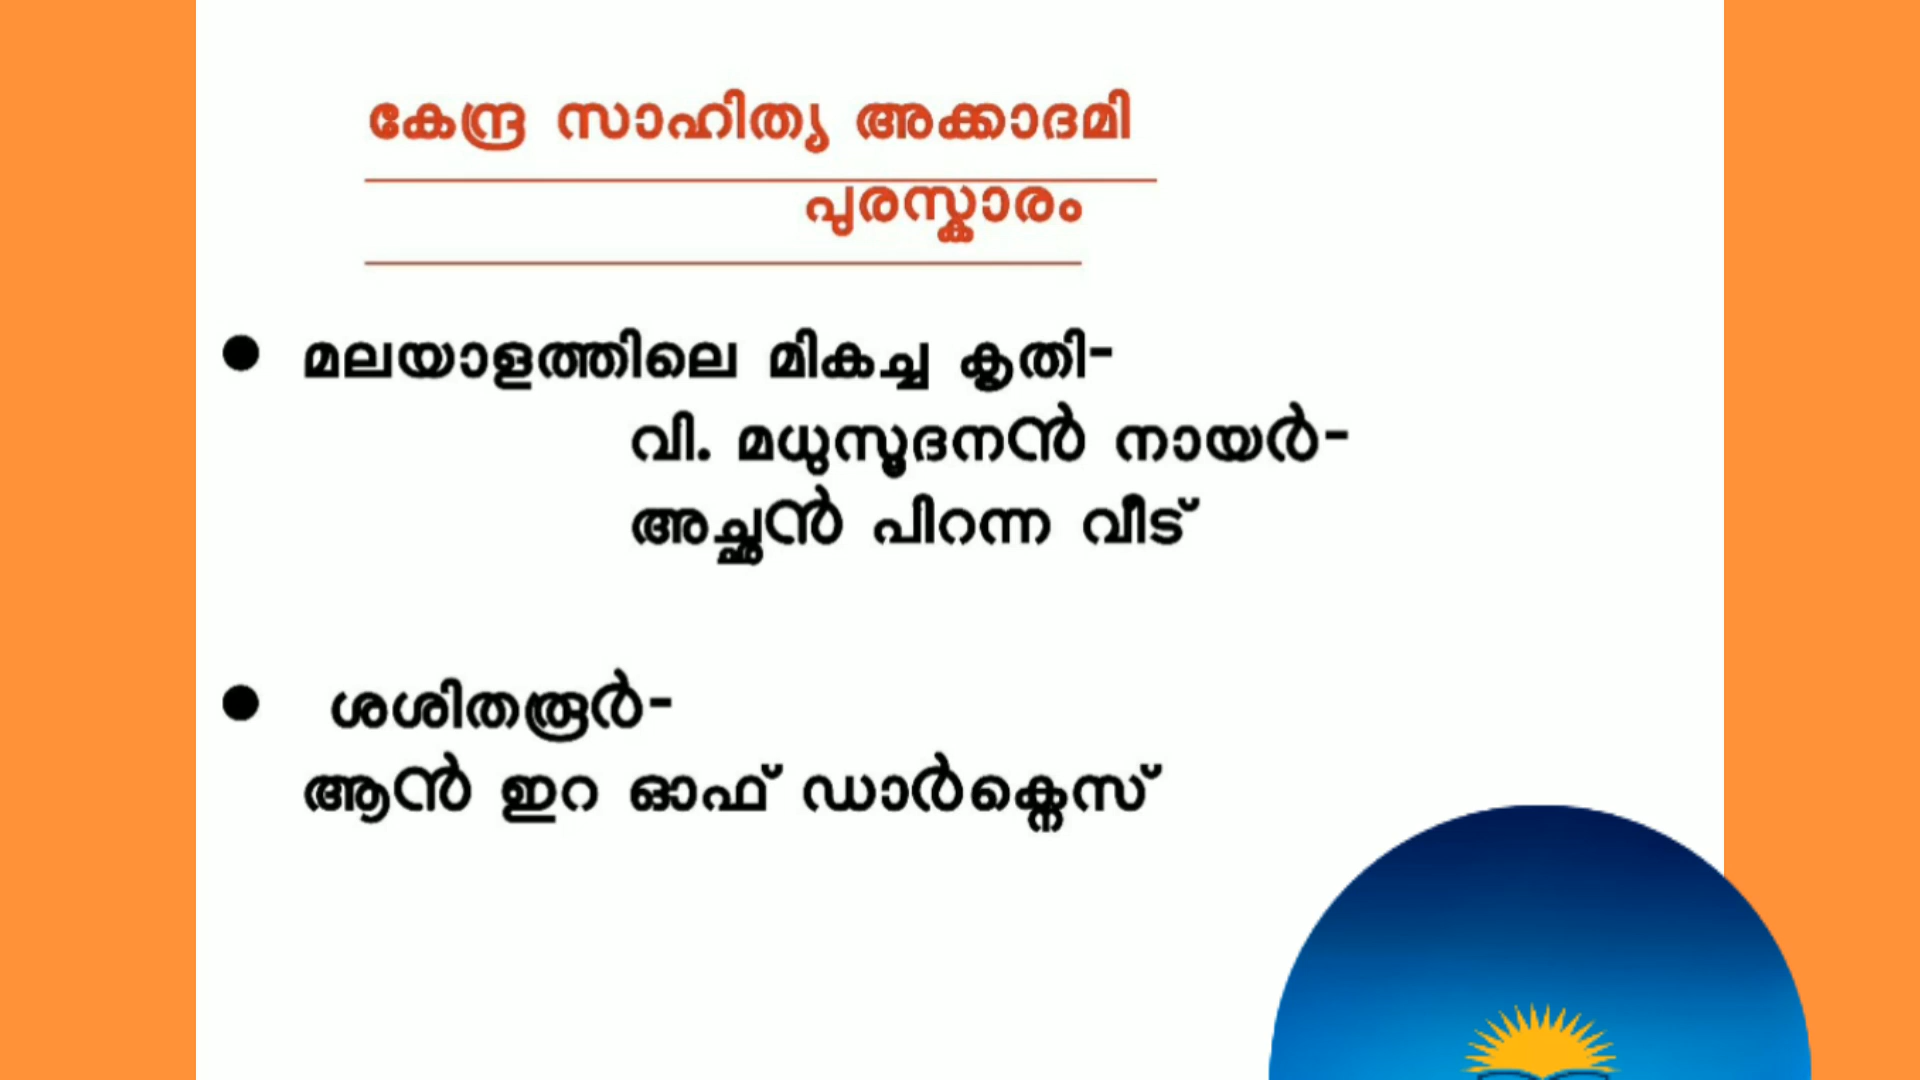 കേന്ദ്ര സാഹിത്യ അക്കാദമി
പുരസ്കാരം
● മലയാളത്തിലെ മികച്ച കൃതി-
വി. മധുസൂദനൻ നായർ-
അച്ഛൻ പിറന്ന വീട്
● ശശിതരൂർ-
ആൻ ഇറ ഓഫ് ഡാർക്നെസ്